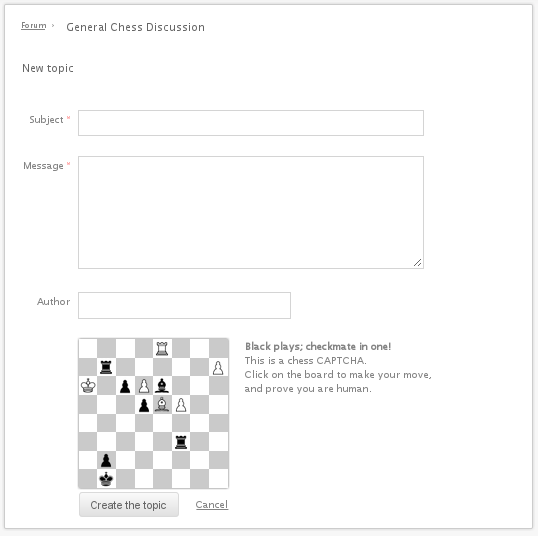 Forum » General Chess Discussion
New topic
Subject *
Message *
Author
Black plays; checkmate in one!
This is a chess CAPTCHA.
Click on the board to make your move,
and prove you are human.
Create the topic Cancel